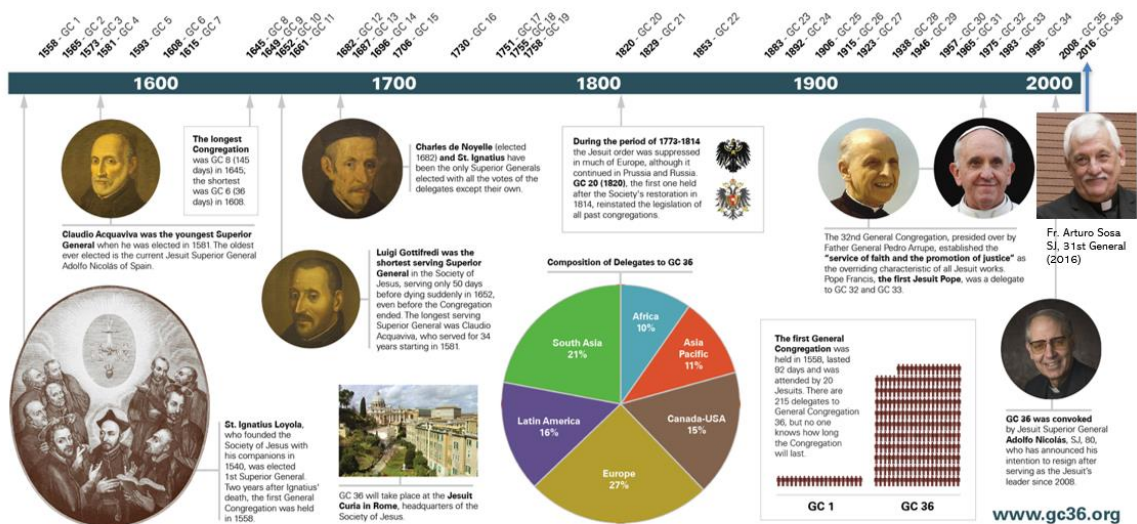 1558 - GC 1
1565 - GC 2
1573 - GC 3
1581 - GC 4
1593 - GC 5
1608 - GC 6
1615 - GC 7
1645 - GC 8
1649 - GC 9
1652 - GC 10
1661 - GC 11
1682 - GC 12
1687 - GC 13
1696 - GC 14
1706 - GC 15
1730 - GC 16
1751 - GC 17
1755 - GC 18
1758 - GC 19
1820 - GC 20
1829 - GC 21
1853 - GC 22
1883 - GC 23
1892 - GC 24
1906 - GC 25
1915 - GC 26
1923 - GC 27
1938 - GC 28
1946 - GC 29
1957 - GC 30
1965 - GC 31
1975 - GC 32
1983 - GC 33
1995 - GC 34
2008 - GC 35
2016 - GC 36
1600
1700
1800
1900
2000
Claudio Acquaviva was the youngest Superior
General when he was elected in 1581. The oldest
ever elected is the current Jesuit Superior General
Adolfo Nicolás of Spain.
The longest
Congregation
was GC 8 (145
days) in 1645,
the shortest
was GC 6 (36
days) in 1608.
Charles de Noyelle (elected
1682) and St. Ignatius have
been the only Superior Generals
elected with all the votes of the
delegates except their own.
Luigi Gottifredi was the
shortest serving Superior
General in the Society of
Jesus, serving only 50 days
before dying suddenly in 1652,
even before the Congregation
ended. The longest serving
Superior General was Claudio
Acquaviva, who served for 34
years starting in 1581.
During the period of 1773-1814
the Jesuit order was suppressed
in much of Europe, although it
continued in Prussia and Russia.
GC 20 (1820), the first one held
after the Society's restoration in
1814, reinstated the legislation of
all past congregations.
The 32nd General Congregation, presided over by
Father General Pedro Arrupe, established the
"service of faith and the promotion of justice" as
the overriding characteristic of all Jesuit works.
Pope Francis, the first Jesuit Pope, was a delegate
to GC 32 and GC 33.
Fr. Arturo Sosa
SJ, 31st General
(2016)
St. Ignatius Loyola,
who founded the
Society of Jesus with
his companions in
1540, was elected
1st Superior General.
Two years after Ignatius'
death, the first General
Congregation was held
in 1558.
GC 36 will take place at the Jesuit
Curia in Rome, headquarters of the
Society of Jesus.
Composition of Delegates to GC 36
Africa
10%
Asia
Pacific
11%
Canada-USA
15%
Europe
27%
Latin America
16%
South Asia
21%
The first General
Congregation was
held in 1558, lasted
92 days and was
attended by 20
Jesuits. There are
215 delegates to
General Congregation
36, but no one
knows how long
the Congregation
will last.
GC 1
GC 36
GC 36 was convoked
by Jesuit Superior General
Adolfo Nicolás, SJ, 80,
who has announced his
intention to resign after
serving as the Jesuit's
leader since 2008.
www.gc36.org